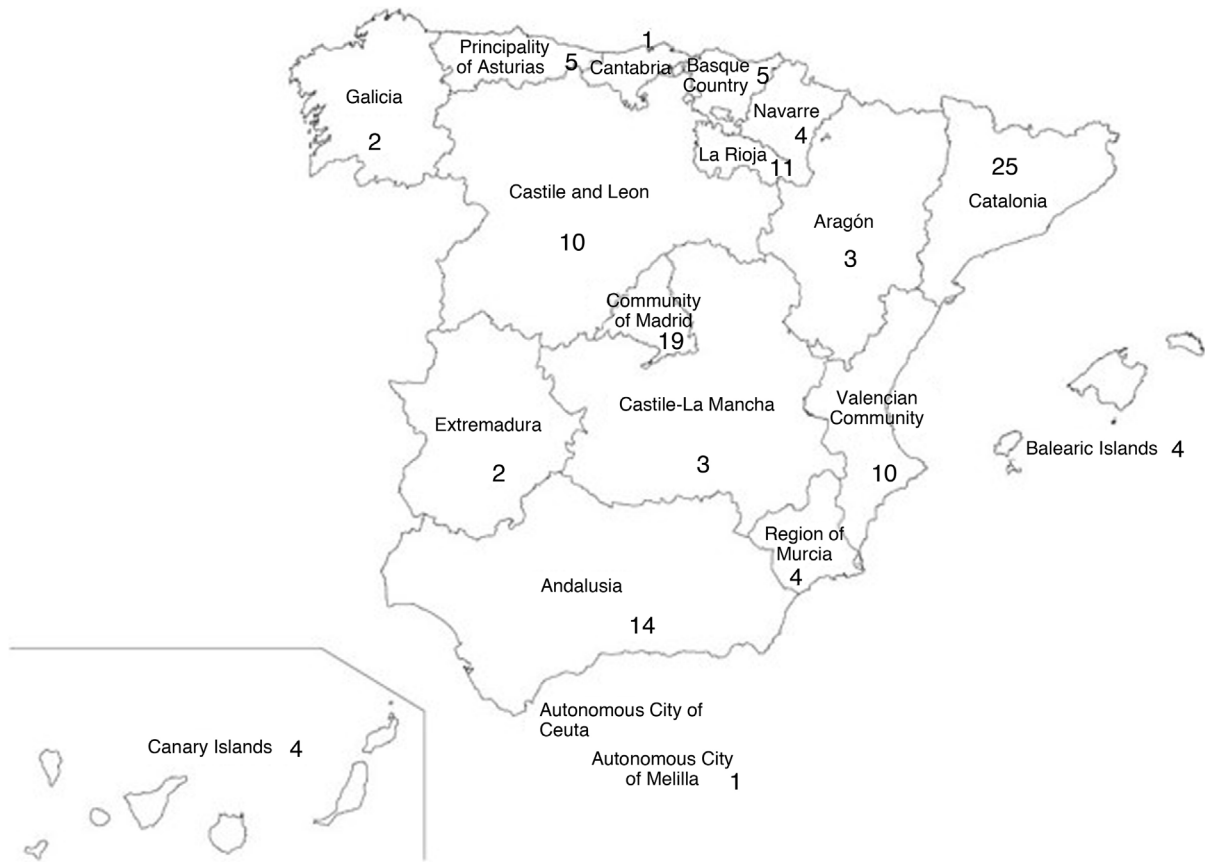 1
Principality
of Asturias 5
Cantabria
Basque
Country 5
Galicia
2
Navarre
4
La Rioja
11
25
Catalonia
Castile and Leon
10
Aragón
3
Community
of Madrid
19
Castile-La Mancha
3
Valencian
Community
10
Extremadura
2
Balearic Islands 4
Region of
Murcia
4
Andalusia
14
Autonomous City of
Ceuta
Canary Islands 4
Autonomous City
of Melilla 1